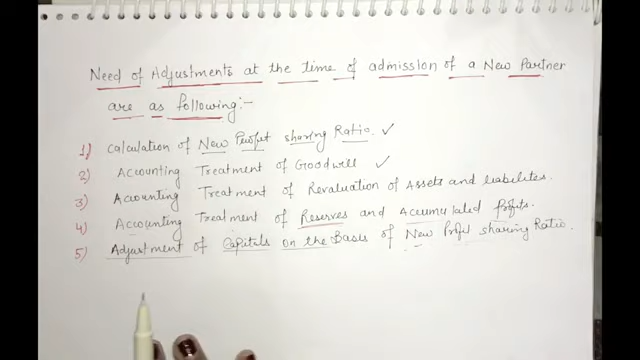 Need of Adjustments at the time of admission of a New Partner
are as following:-
1) Calculation of New Profit sharing Ratio. ✓
2) Accounting Treatment of Goodwill ✓
3) Accounting Treatment of Revaluation of Assets and liabilites.
4) Accounting Treatment of Reserves and Accumulated Profits.
5) Adjustment of Capitals on the Basis of New Profit sharing Ratio.